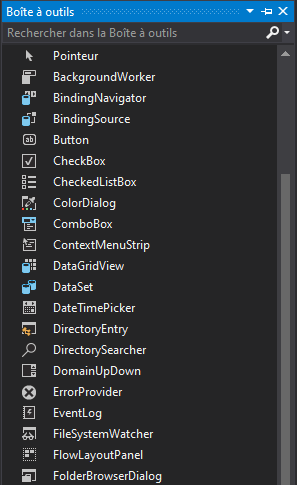 Boîte à outils
Rechercher dans la Boîte à outils
Pointeur
BackgroundWorker
BindingNavigator
BindingSource
Button
CheckBox
CheckedListBox
ColorDialog
ComboBox
ContextMenuStrip
DataGridView
DataSet
DateTimePicker
DirectoryEntry
DirectorySearcher
DomainUpDown
ErrorProvider
EventLog
FileSystemWatcher
FlowLayoutPanel
FolderBrowserDialog